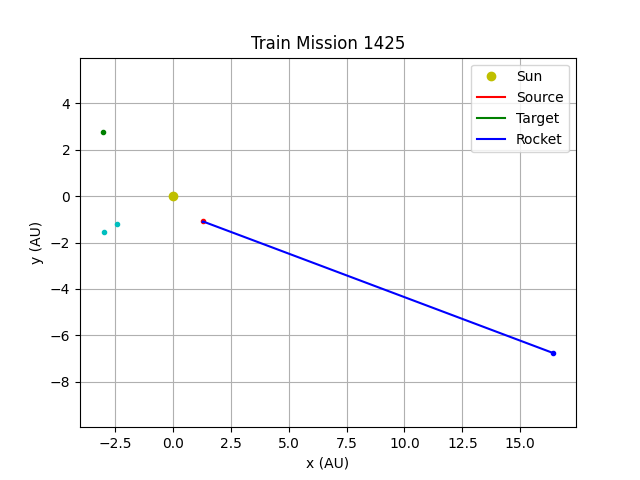 Train Mission 1425
Sun
Source
Target
Rocket
y (AU)
4
2
0
−2
−4
−6
−8
−2.5 0.0 2.5 5.0 7.5 10.0 12.5 15.0
x (AU)